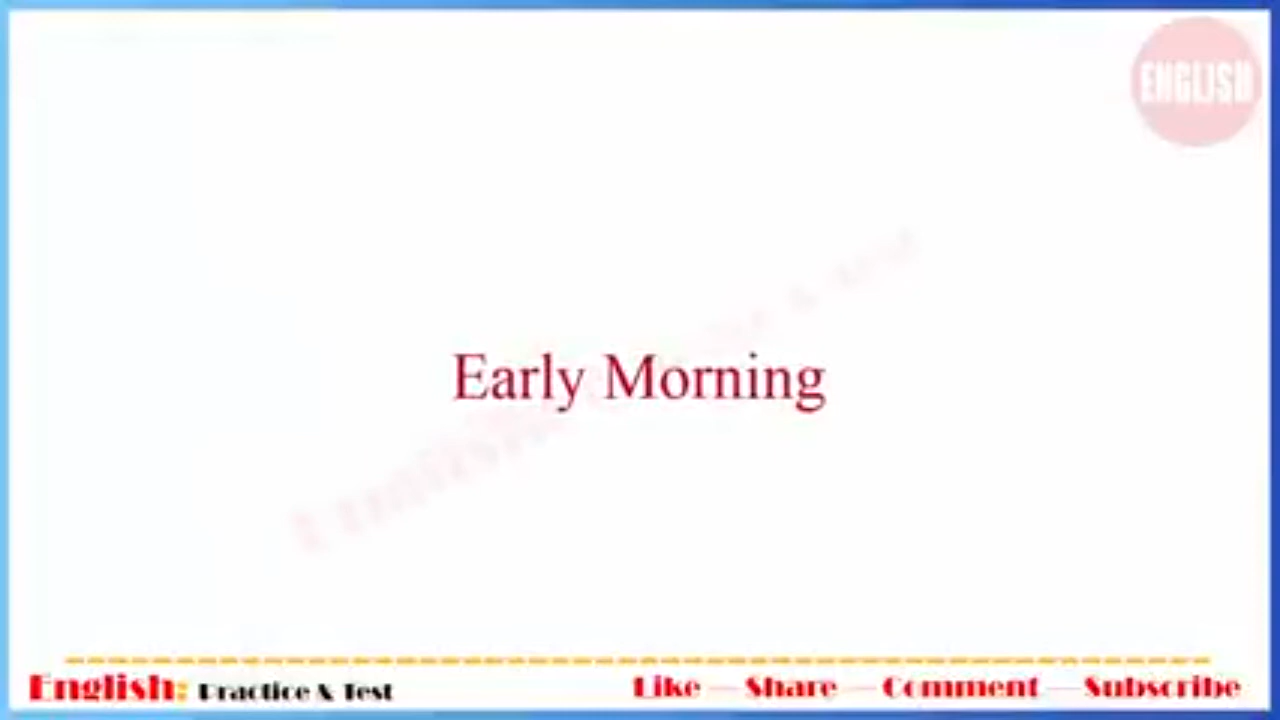 ENGLISH
Early Morning
English: Practice & Test
Like — Share — Comment — Subscribe